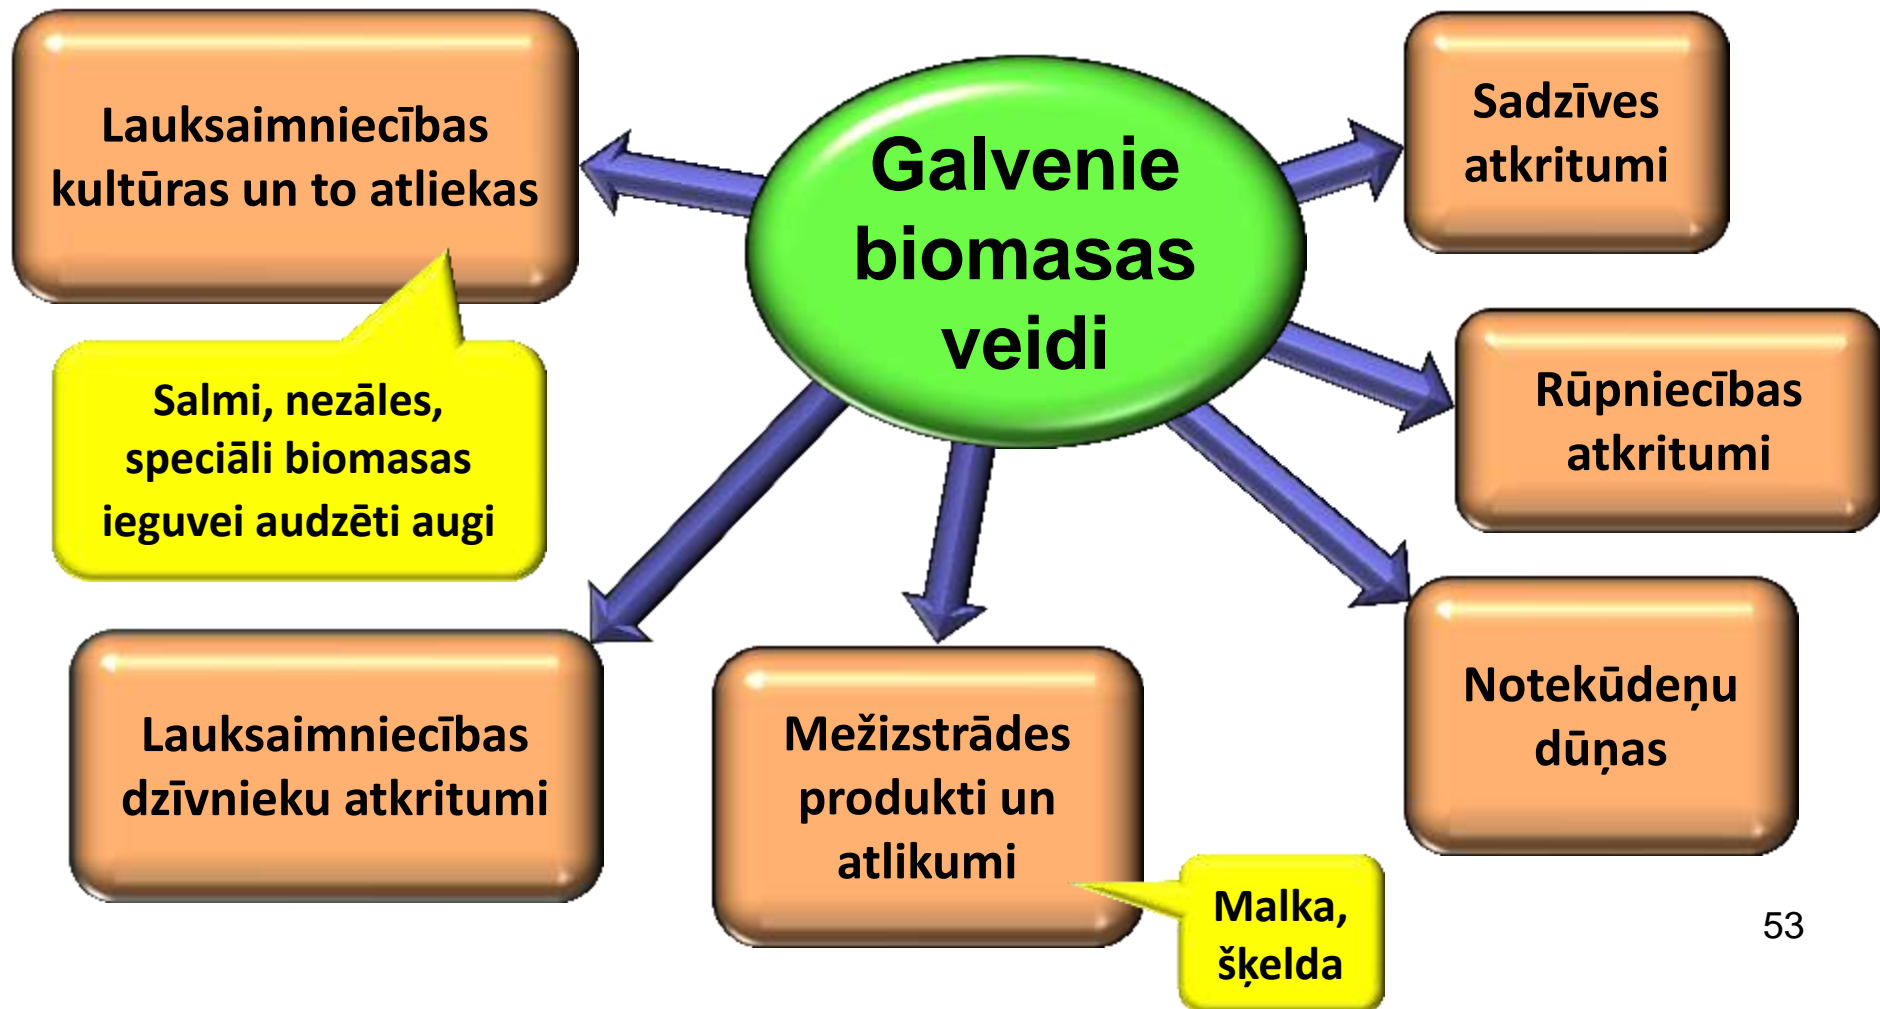 Galvenie
biomasas
veidi
Lauksaimniecības
kultūras un to atliekas
Salmi, nezāles,
speciāli biomasas
ieguvei audzēti augi
Lauksaimniecības
dzīvnieku atkritumi
Mežizstrādes
produkti un
atlikumi
Malka,
šķelda
Notekūdeņu
dūņas
Rūpniecības
atkritumi
Sadzīves
atkritumi
53